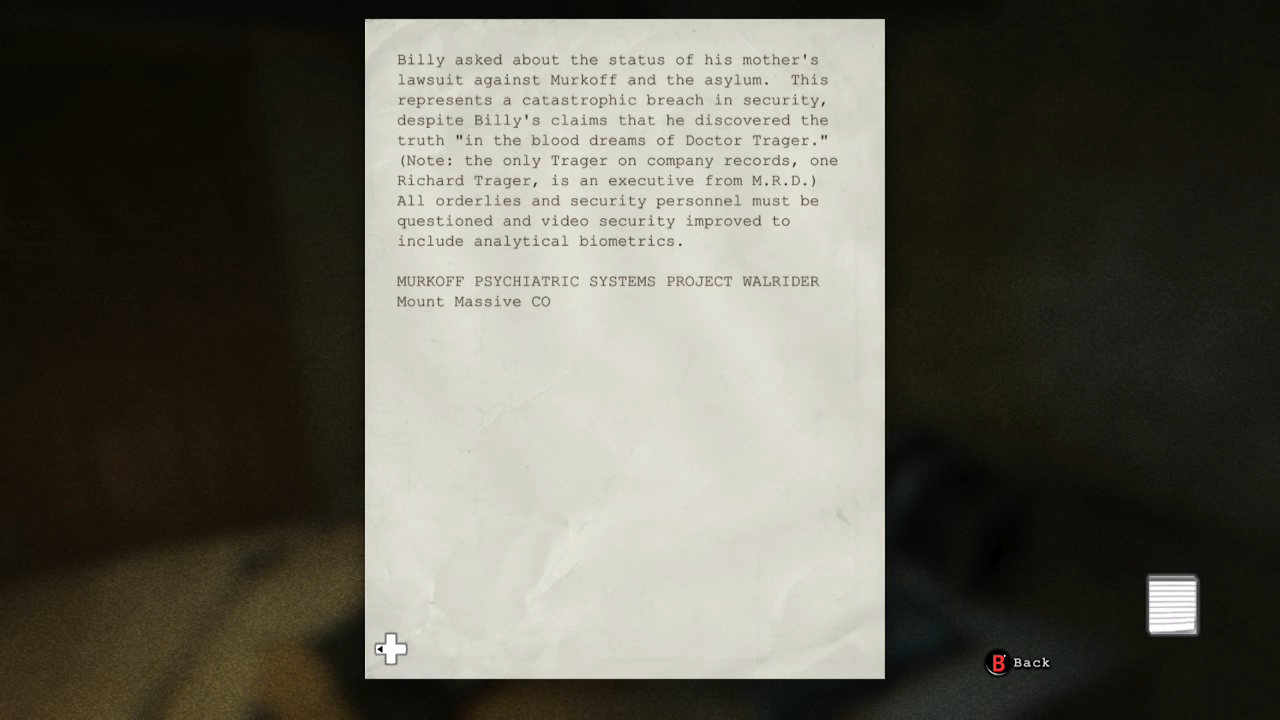 Billy asked about the status of his mother's
lawsuit against Murkoff and the asylum.  This
represents a catastrophic breach in security,
despite Billy's claims that he discovered the
truth "in the blood dreams of Doctor Trager."
(Note: the only Trager on company records, one
Richard Trager, is an executive from M.R.D.)
All orderlies and security personnel must be
questioned and video security improved to
include analytical biometrics.

MURKOFF PSYCHIATRIC SYSTEMS PROJECT WALRIDER
Mount Massive CO
B Back